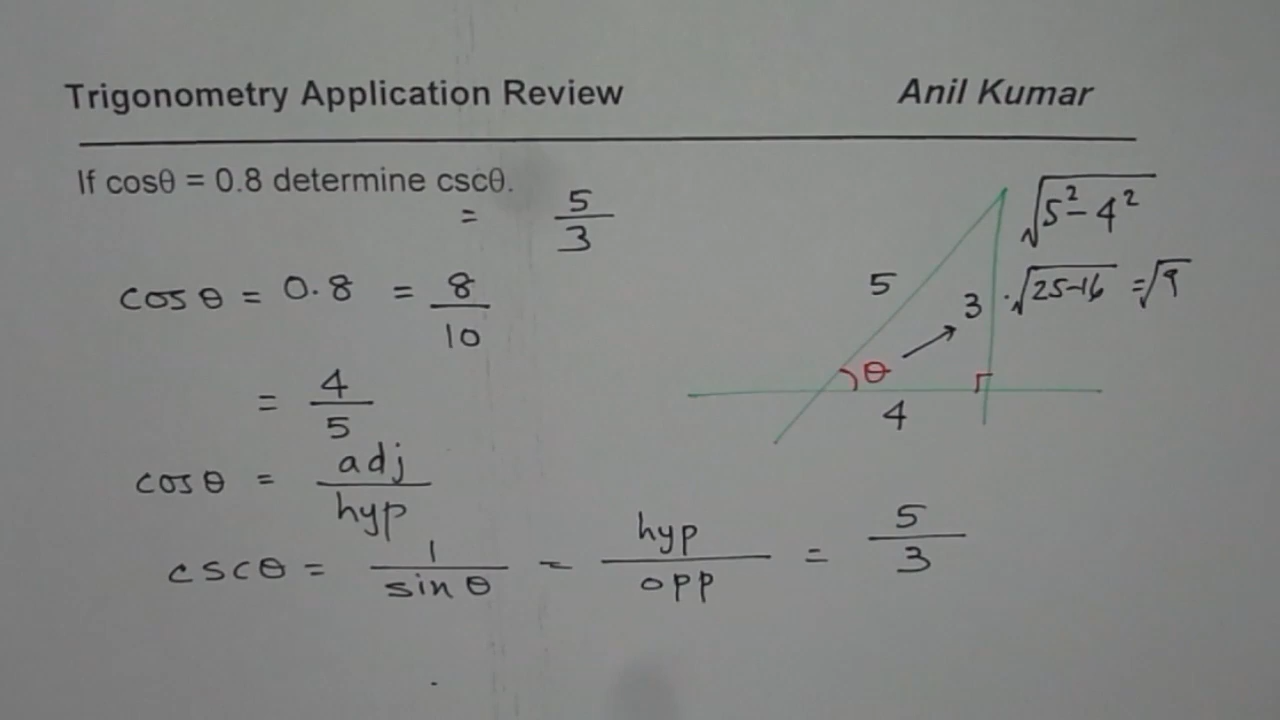 Trigonometry Application Review Anil Kumar
If cosθ = 0.8 determine cscθ.
= 5/3
cos θ = 0.8 = 8/10
= 4/5
cos θ = adj/hyp
csc θ = 1/sin θ = hyp/opp = 5/3
√5² - 4²
5
3 √25-16 = √9
θ
4